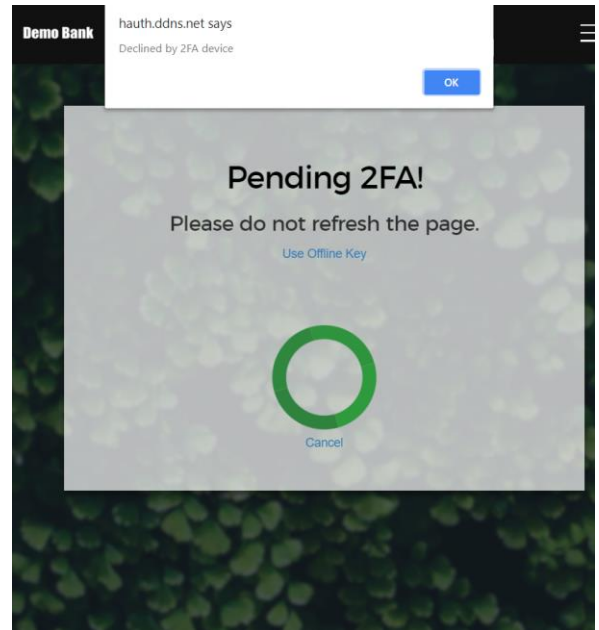 Demo Bank
hauth.ddns.net says
Declined by 2FA device
OK
Pending 2FA!
Please do not refresh the page.
Use Offline Key
Cancel